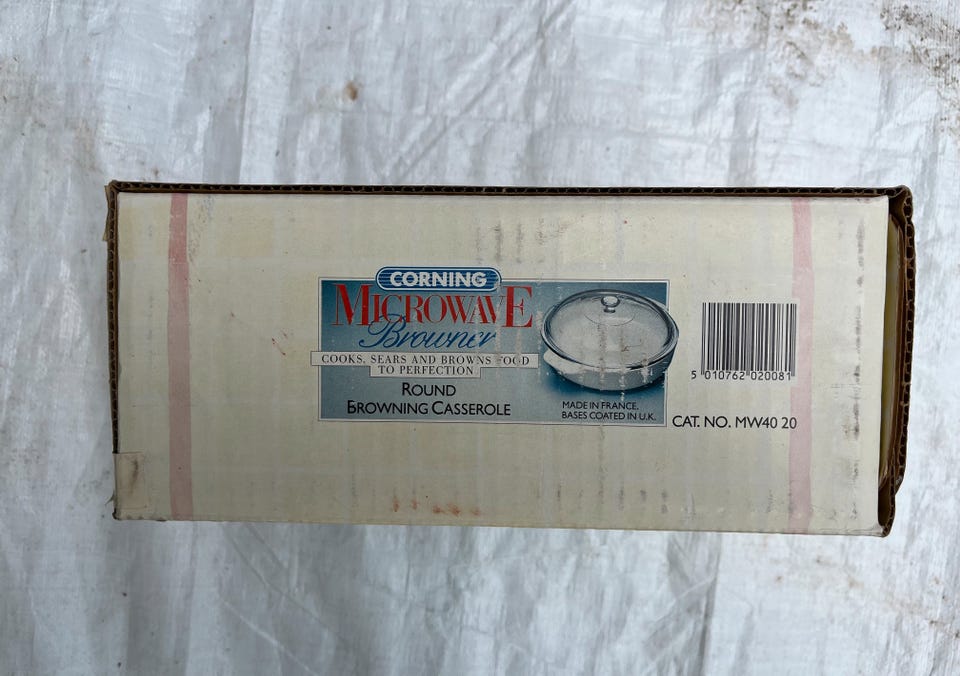 CORNING
MICROWAVE
Browner
COOKS, SEARS AND BROWNS FOOD
TO PERFECTION
ROUND
BROWNING CASSEROLE
MADE IN FRANCE.
BASES COATED IN U.K.
5 010762 020081
CAT. NO. MW40 20